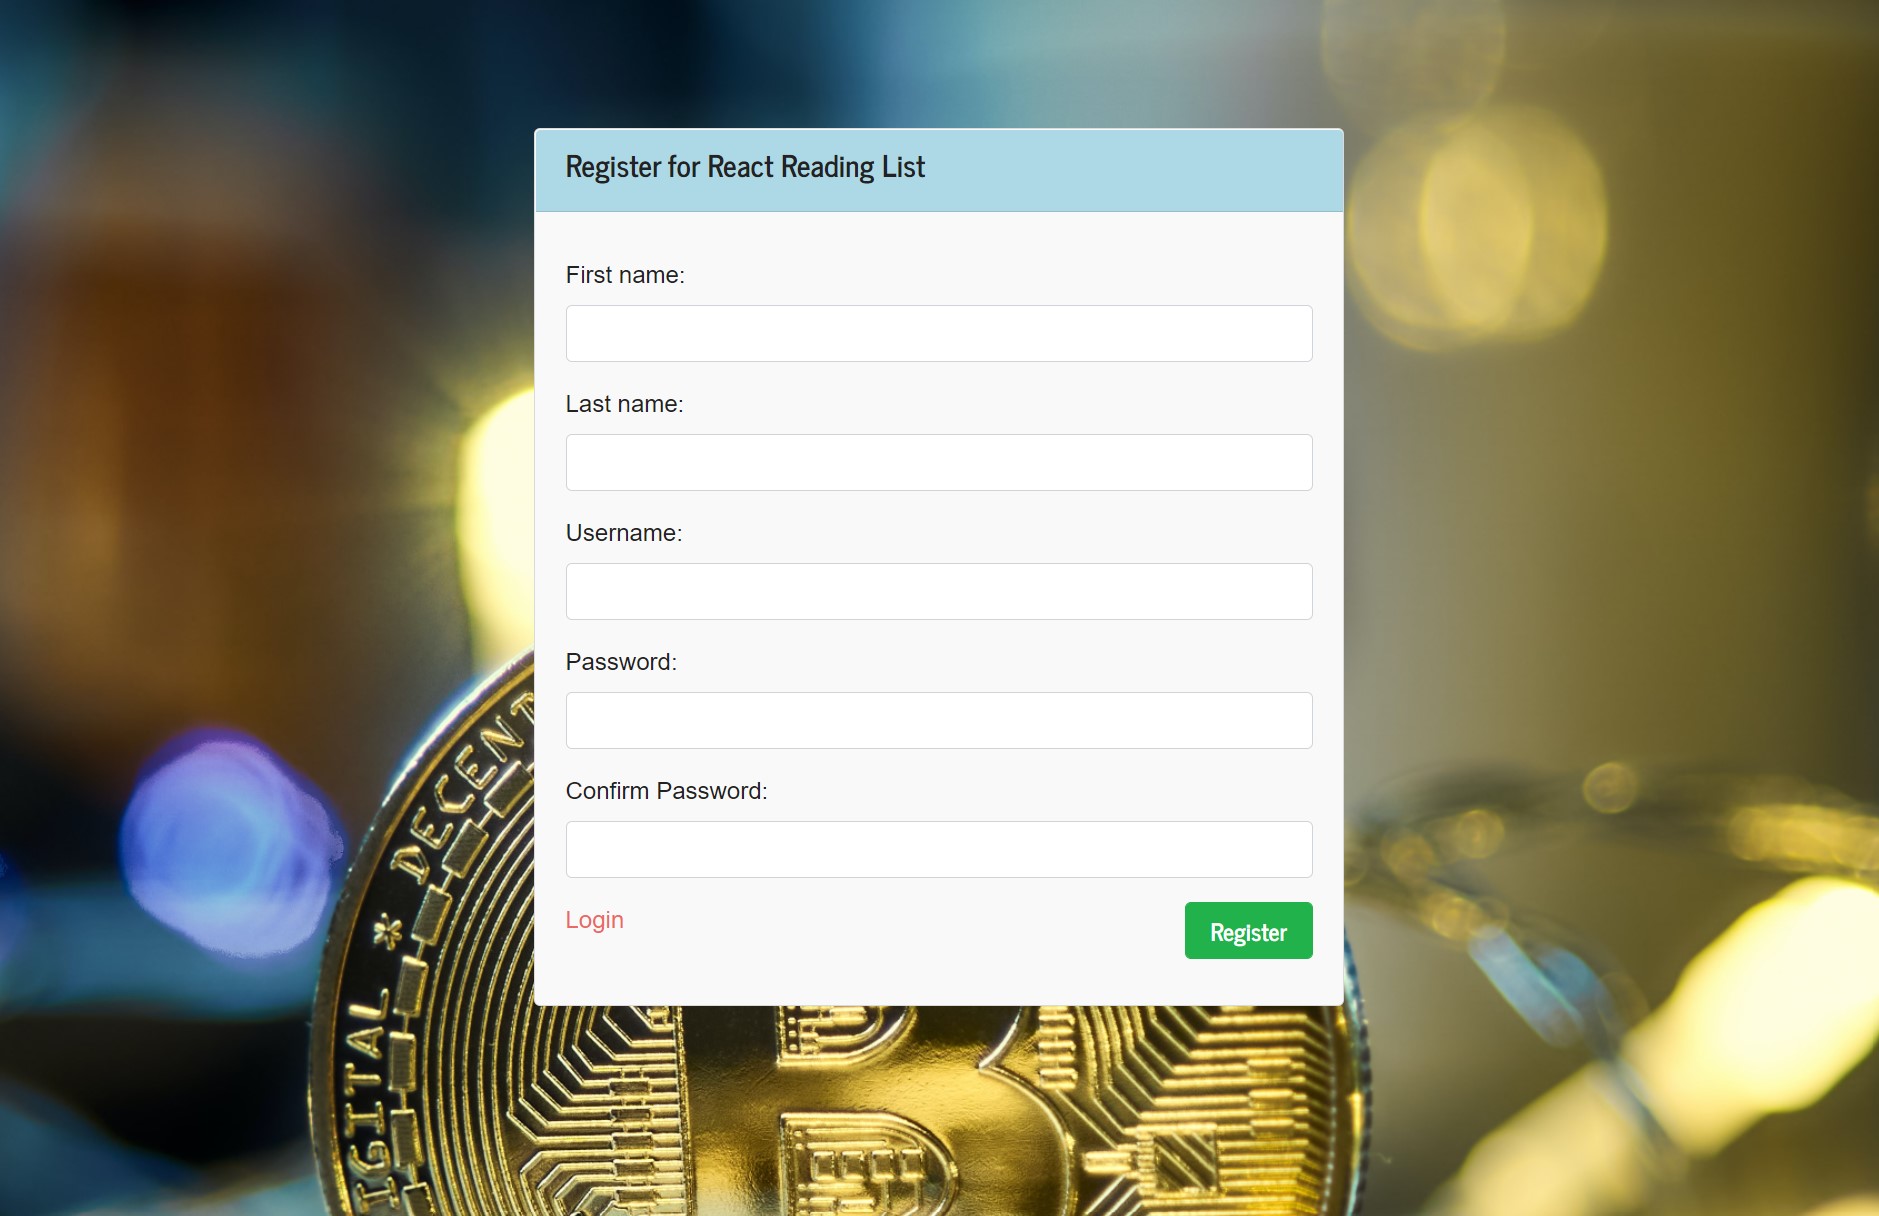 Register for React Reading List
First name:
Last name:
Username:
Password:
Confirm Password:
Login
Register
* DECENT
IGITAL